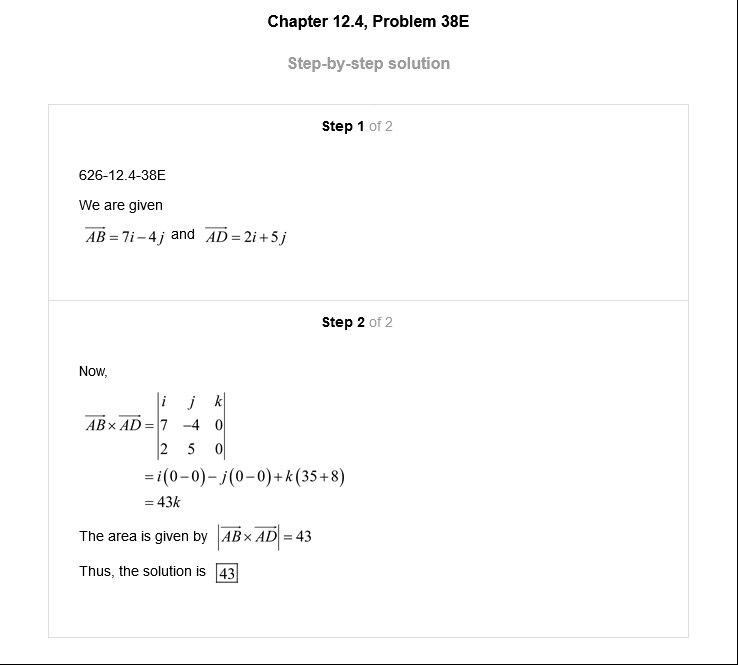 Chapter 12.4, Problem 38E
Step-by-step solution
Step 1 of 2
626-12.4-38E
We are given
$\overrightarrow{AB} = 7i - 4j$ and $\overrightarrow{AD} = 2i + 5j$
Step 2 of 2
Now,
$\overrightarrow{AB} \times \overrightarrow{AD} = \begin{vmatrix} i & j & k \\ 7 & -4 & 0 \\ 2 & 5 & 0 \end{vmatrix}$
$= i(0-0) - j(0-0) + k(35+8)$
$= 43k$
The area is given by $\left|\overrightarrow{AB} \times \overrightarrow{AD}\right| = 43$
Thus, the solution is $\boxed{43}$